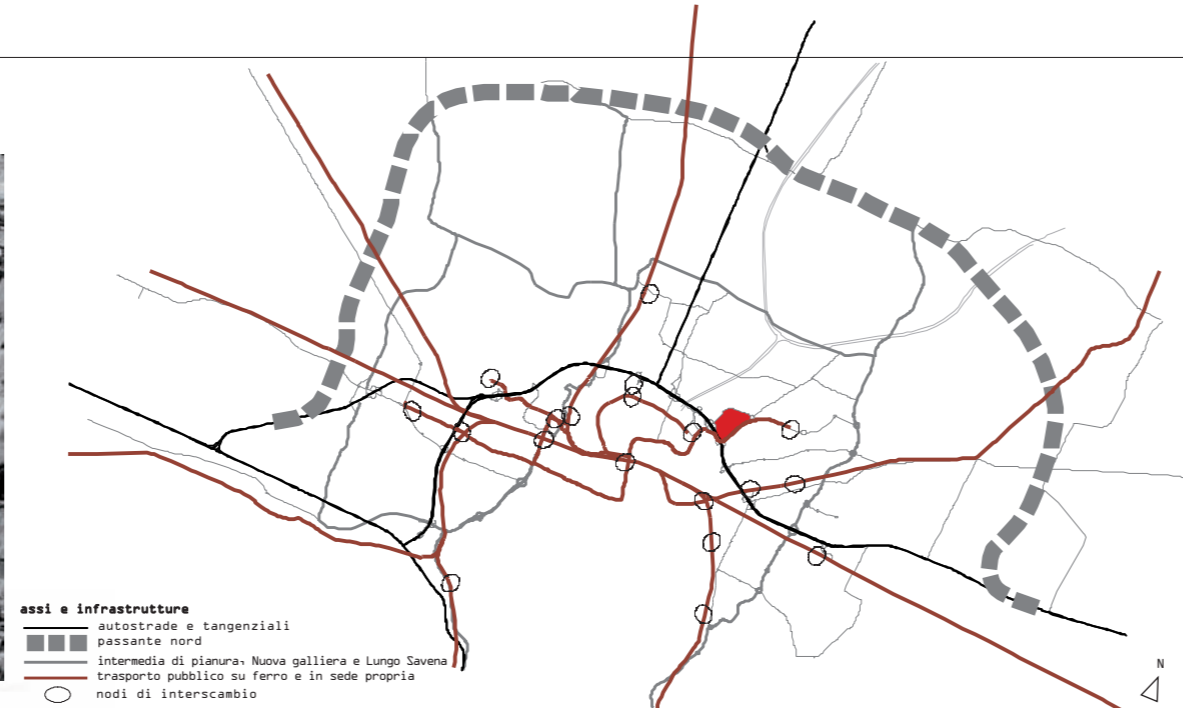 N
assi e infrastrutture
autostrade e tangenziali
passante nord
intermedia di pianura, Nuova galliera e Lungo Savena
trasporto pubblico su ferro e in sede propria
nodi di interscambio